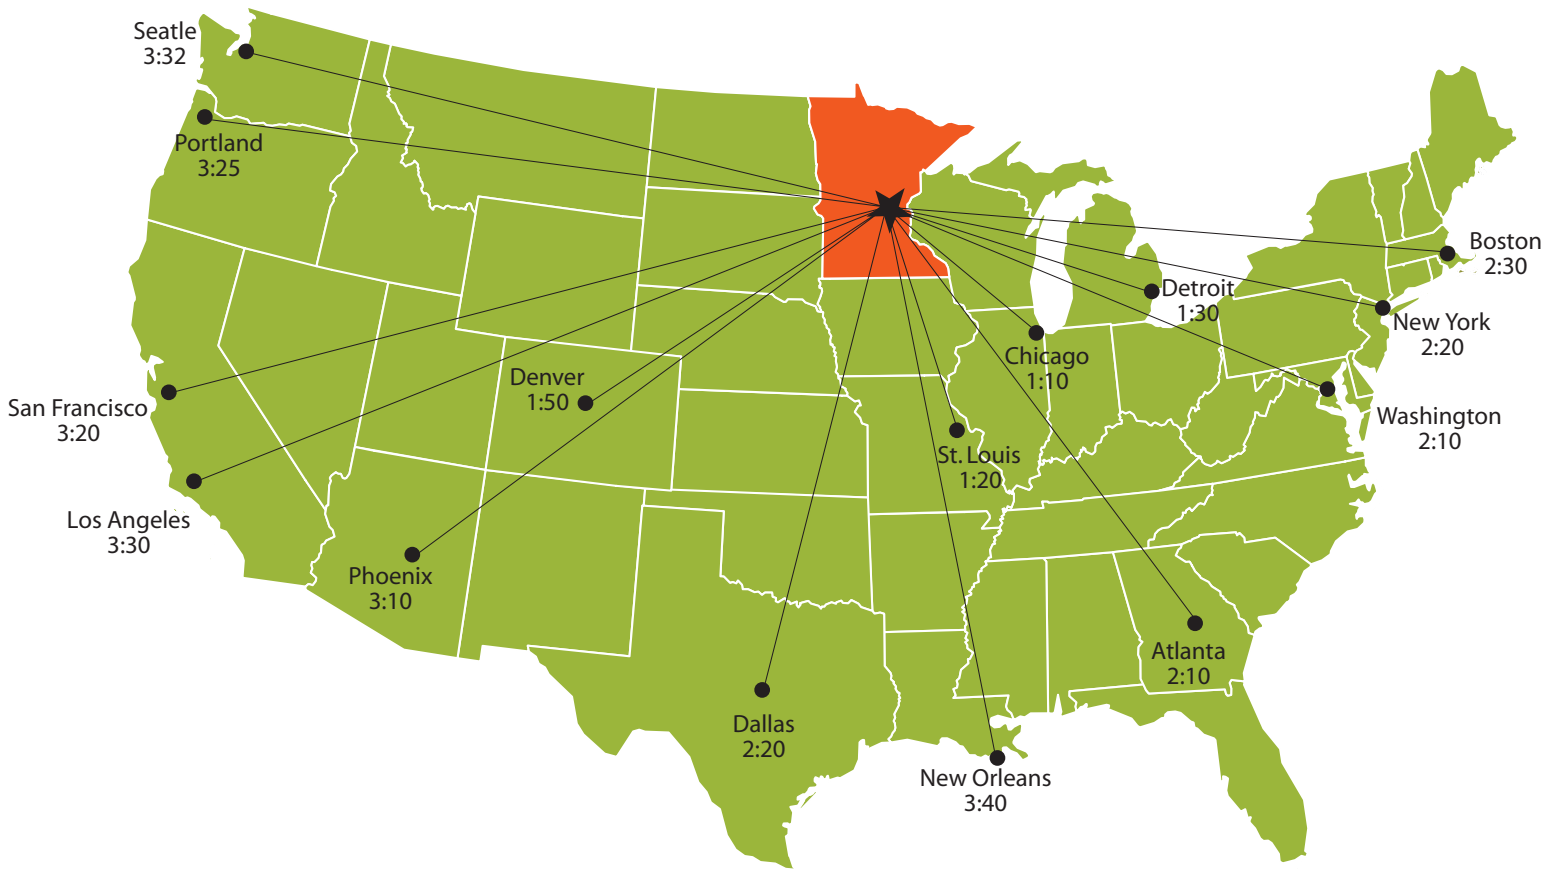 Seatle
3:32
Portland
3:25
San Francisco
3:20
Los Angeles
3:30
Phoenix
3:10
Denver
1:50
Dallas
2:20
New Orleans
3:40
St. Louis
1:20
Chicago
1:10
Detroit
1:30
Atlanta
2:10
Washington
2:10
New York
2:20
Boston
2:30